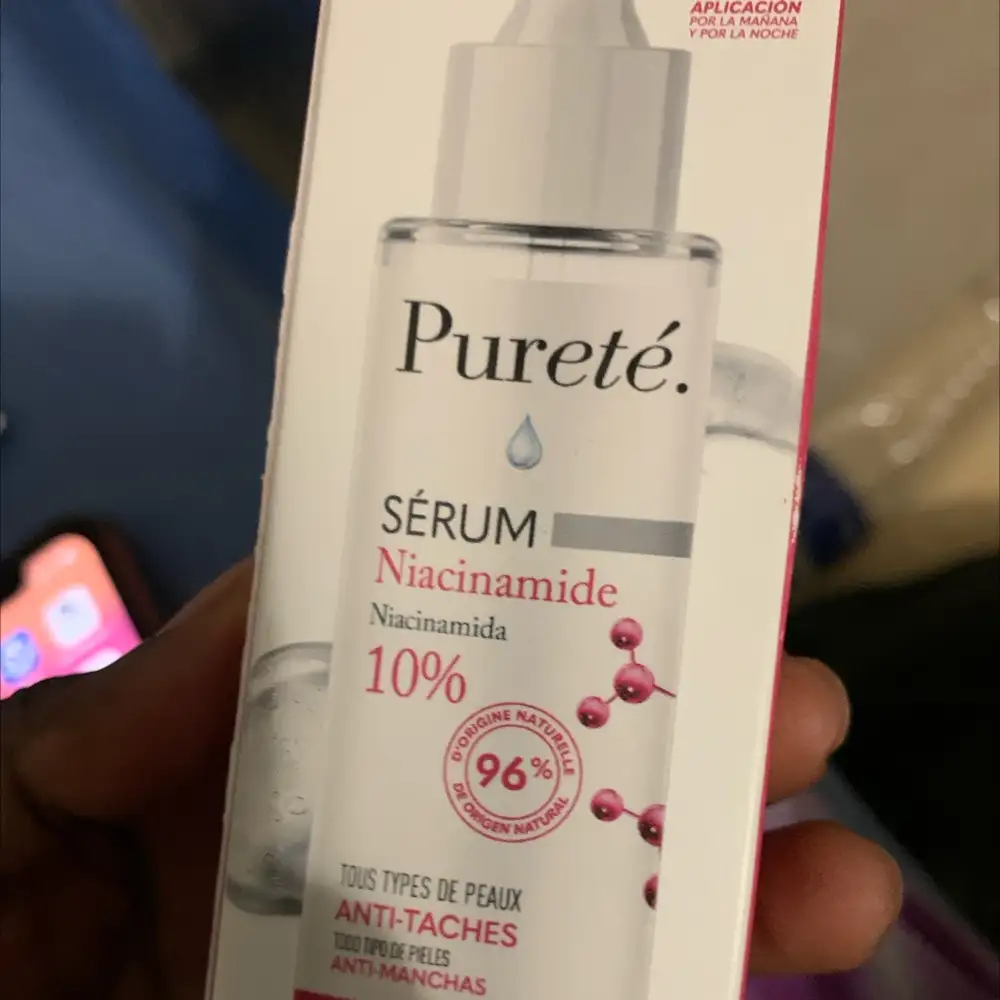 APLICACIÓN
POR LA MAÑANA
Y POR LA NOCHE
Pureté.
SÉRUM
Niacinamide
Niacinamida
10%
D'ORIGINE NATURELLE
96%
DE ORIGEN NATURAL
TOUS TYPES DE PEAUX
ANTI-TACHES
TODO TIPO DE PIELES
ANTI-MANCHAS